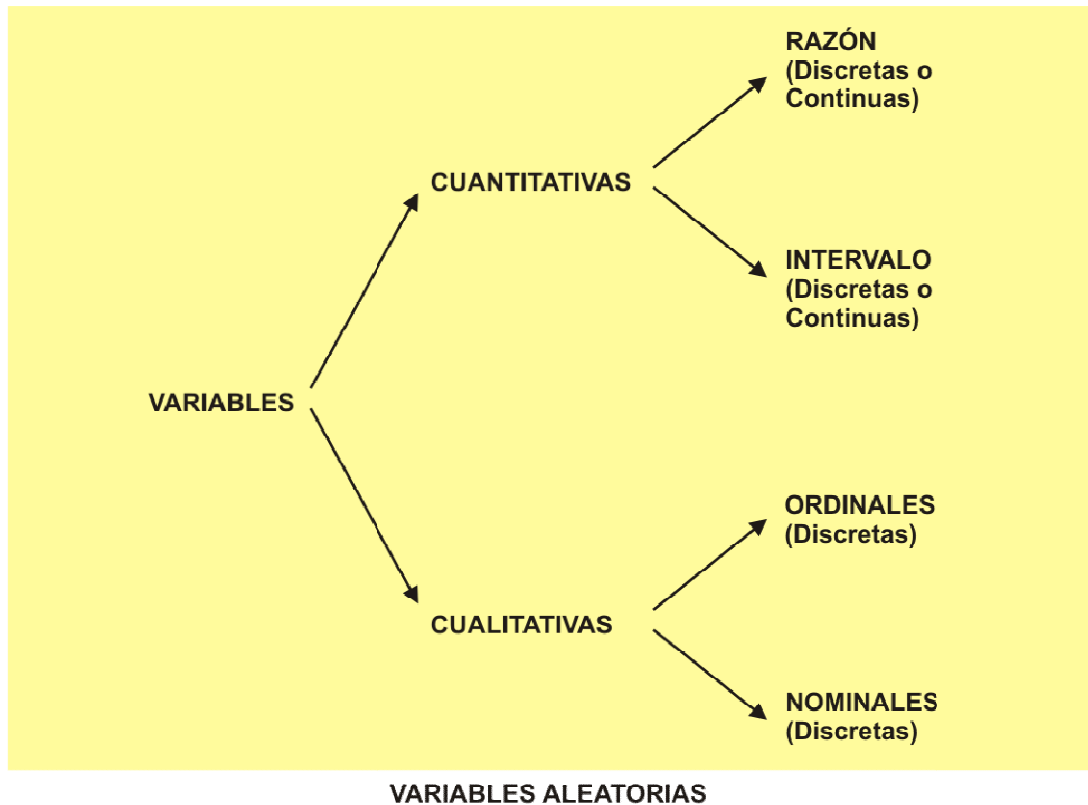 RAZÓN
(Discretas o
Continuas)
CUANTITATIVAS
INTERVALO
(Discretas o
Continuas)
VARIABLES
ORDINALES
(Discretas)
CUALITATIVAS
NOMINALES
(Discretas)
VARIABLES ALEATORIAS